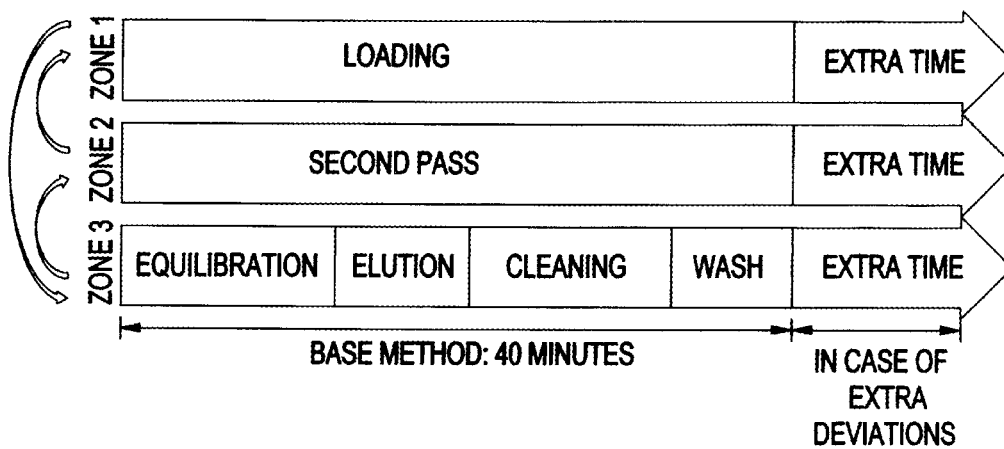 ZONE 1
LOADING
EXTRA TIME
ZONE 2
SECOND PASS
EXTRA TIME
ZONE 3
EQUILIBRATION
ELUTION
CLEANING
WASH
EXTRA TIME
BASE METHOD: 40 MINUTES
IN CASE OF
EXTRA
DEVIATIONS